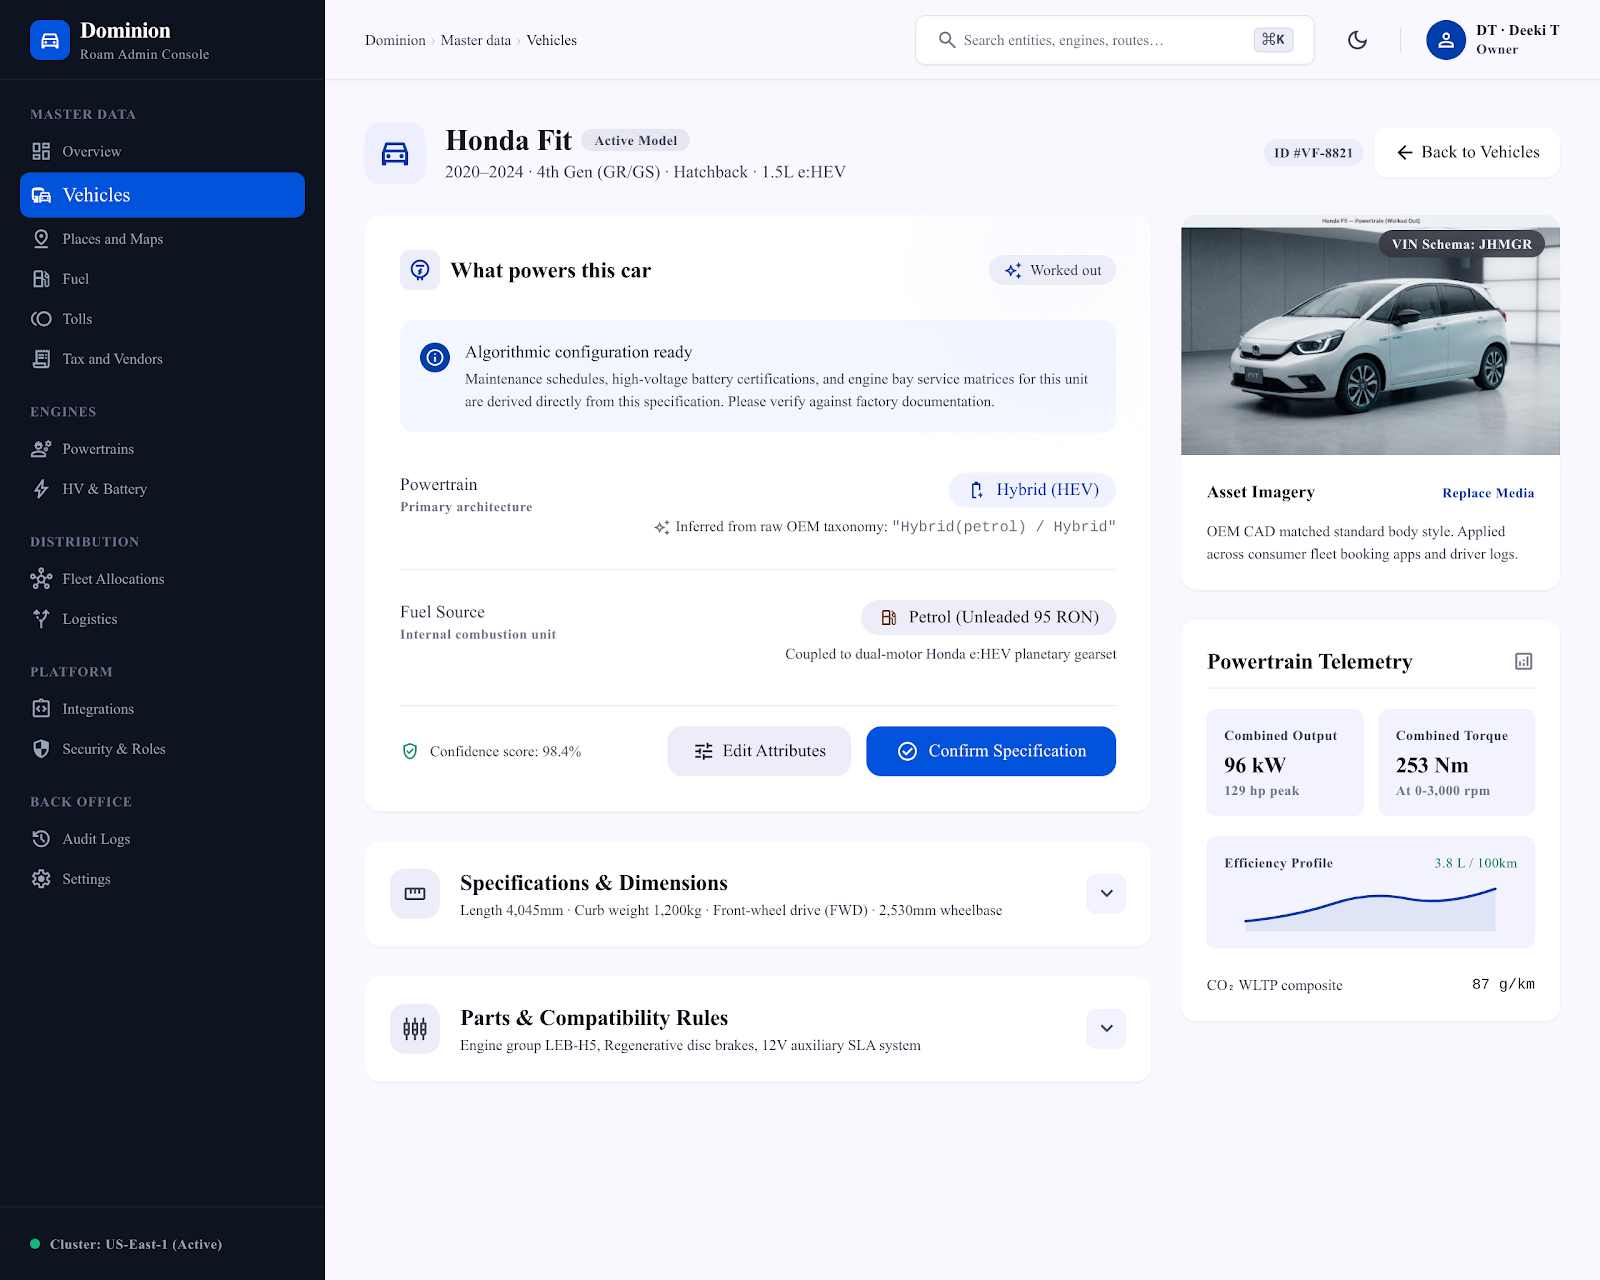 Dominion
Roam Admin Console
MASTER DATA
Overview
Vehicles
Places and Maps
Fuel
Tolls
Tax and Vendors
ENGINES
Powertrains
HV & Battery
DISTRIBUTION
Fleet Allocations
Logistics
PLATFORM
Integrations
Security & Roles
BACK OFFICE
Audit Logs
Settings
Cluster: US-East-1 (Active)
Dominion › Master data › Vehicles
Search entities, engines, routes…
⌘K
DT · Deeki T
Owner
Honda Fit
Active Model
2020–2024 · 4th Gen (GR/GS) · Hatchback · 1.5L e:HEV
ID #VF-8821
Back to Vehicles
What powers this car
Worked out
Algorithmic configuration ready
Maintenance schedules, high-voltage battery certifications, and engine bay service matrices for this unit
are derived directly from this specification. Please verify against factory documentation.
Powertrain
Primary architecture
Hybrid (HEV)
Inferred from raw OEM taxonomy: "Hybrid(petrol) / Hybrid"
Fuel Source
Internal combustion unit
Petrol (Unleaded 95 RON)
Coupled to dual-motor Honda e:HEV planetary gearset
Confidence score: 98.4%
Edit Attributes
Confirm Specification
Specifications & Dimensions
Length 4,045mm · Curb weight 1,200kg · Front-wheel drive (FWD) · 2,530mm wheelbase
Parts & Compatibility Rules
Engine group LEB-H5, Regenerative disc brakes, 12V auxiliary SLA system
Honda Fit — Powertrain (Worked Out)
VIN Schema: JHMGR
FIT
Asset Imagery
Replace Media
OEM CAD matched standard body style. Applied
across consumer fleet booking apps and driver logs.
Powertrain Telemetry
Combined Output
96 kW
129 hp peak
Combined Torque
253 Nm
At 0-3,000 rpm
Efficiency Profile
3.8 L / 100km
CO₂ WLTP composite
87 g/km